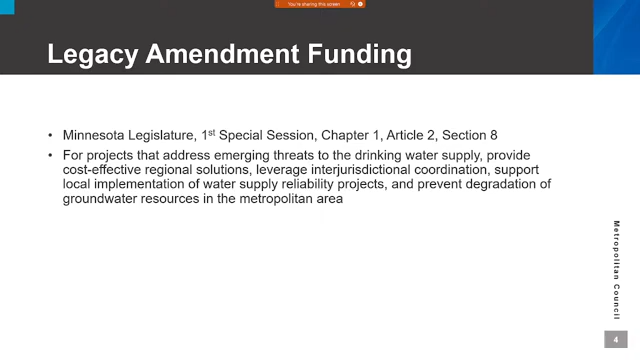 You're sharing this screen
Legacy Amendment Funding
• Minnesota Legislature, 1st Special Session, Chapter 1, Article 2, Section 8
• For projects that address emerging threats to the drinking water supply, provide
cost-effective regional solutions, leverage interjurisdictional coordination, support
local implementation of water supply reliability projects, and prevent degradation of
groundwater resources in the metropolitan area
Metropolitan Council
4